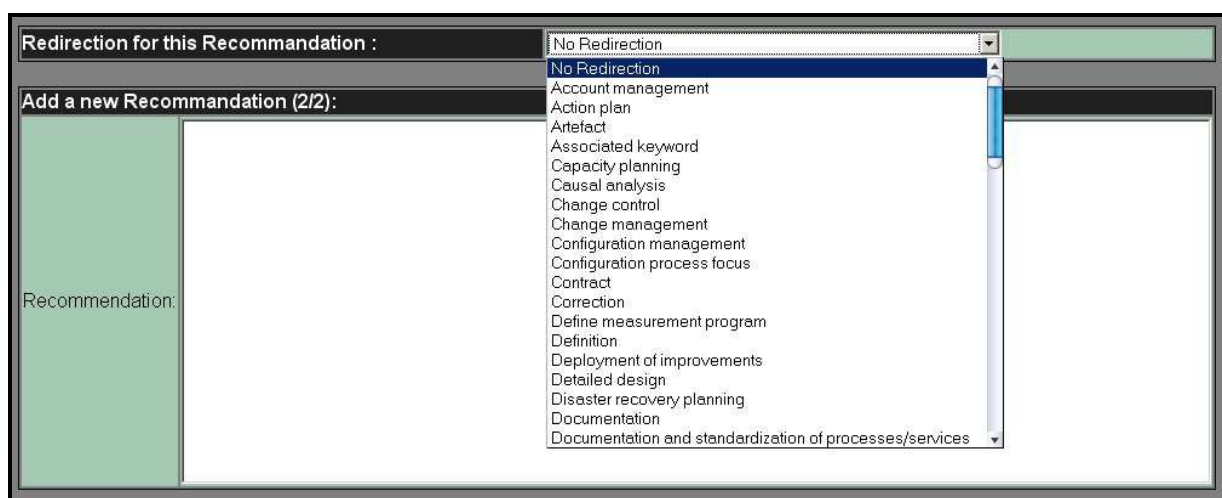 Redirection for this Recommandation :
No Redirection
No Redirection
Account management
Action plan
Artefact
Associated keyword
Capacity planning
Causal analysis
Change control
Change management
Configuration management
Configuration process focus
Contract
Correction
Define measurement program
Definition
Deployment of improvements
Detailed design
Disaster recovery planning
Documentation
Documentation and standardization of processes/services
Add a new Recommandation (2/2):
Recommendation: